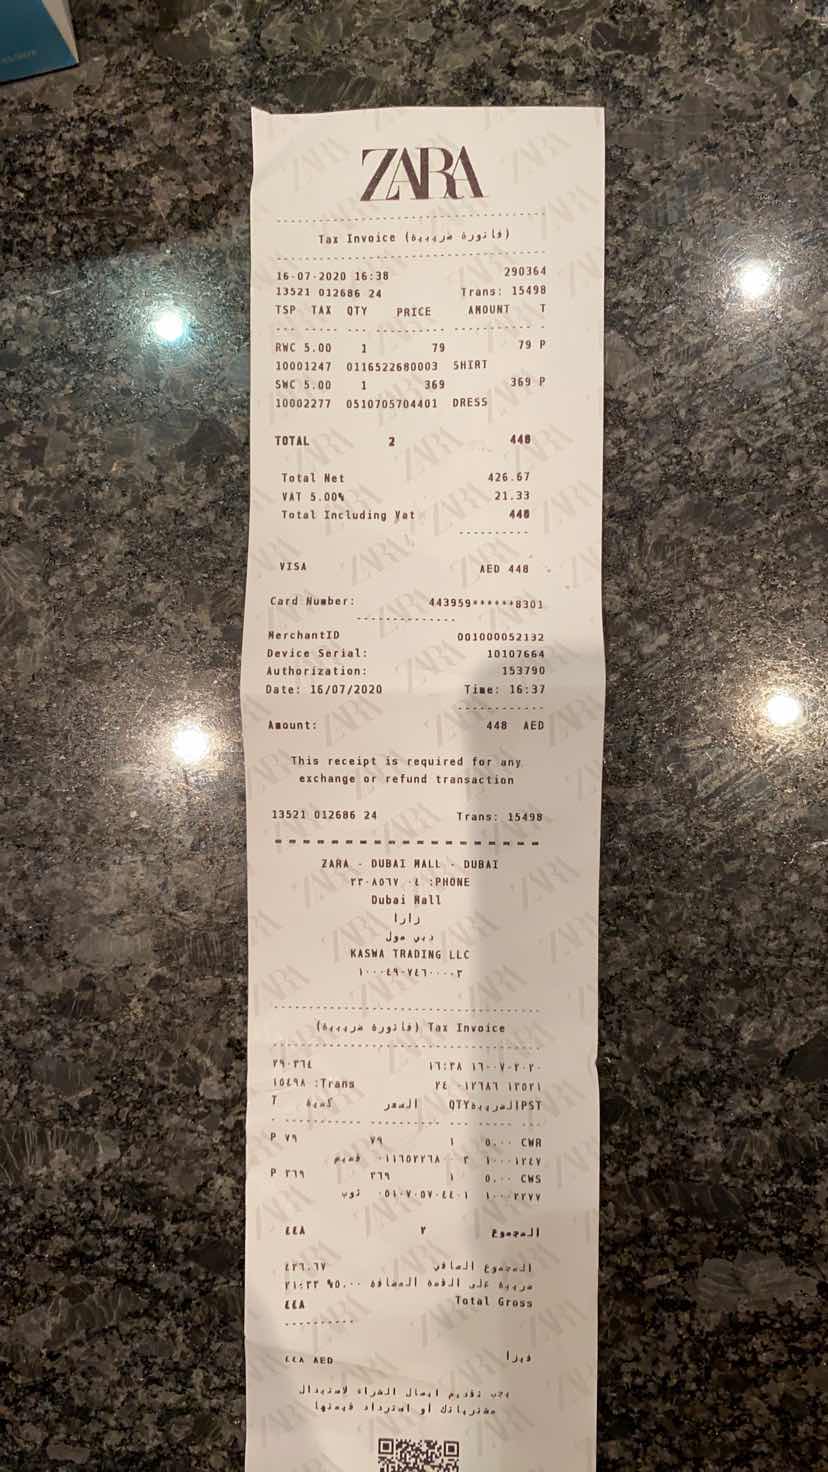 ZARA
Tax Invoice (فاتورة ضريبية)
16-07-2020 16:38 290364
13521 012686 24 Trans: 15498
TSP TAX QTY PRICE AMOUNT T
RWC 5.00 1 79 79 P
10001247 0116522680003 SHIRT
SWC 5.00 1 369 369 P
10002277 0510705704401 DRESS
TOTAL 2 448
Total Net 426.67
VAT 5.00% 21.33
Total Including Vat 448
VISA AED 448
Card Number: 443959******8301
MerchantID 001000052132
Device Serial: 10107664
Authorization: 153790
Date: 16/07/2020 Time: 16:37
Amount: 448 AED
This receipt is required for any
exchange or refund transaction
13521 012686 24 Trans: 15498
ZARA - DUBAI MALL - DUBAI
٠٤ ٣٣٠٨٥٦٧ :PHONE
Dubai Mall
زارا
دبي مول
KASWA TRADING LLC
١٠٠٠٤٩٠٧٤٦٠٠٠٠٣
(فاتورة ضريبية) Tax Invoice
٢٩٠٣٦٤ ١٦:٣٨ ١٦-٠٧-٢٠٢٠
١٥٤٩٨ :Trans ٢٤ ٠١٢٦٨٦ ١٣٥٢١
T كمية السعر QTYالضريبةPST
P ٧٩ ٧٩ ١ ٥.٠٠ CWR
قميص ٠١١٦٥٢٢٦٨٠٠٠٣ ١٠٠٠١٢٤٧
P ٣٦٩ ٣٦٩ ١ ٥.٠٠ CWS
ثوب ٠٥١٠٧٠٥٧٠٤٤٠١ ١٠٠٠٢٢٧٧
المجموع ٢ ٤٤٨
المجموع الصافي ٤٢٦.٦٧
ضريبة على القيمة المضافة ٥.٠٠% ٢١.٣٣
Total Gross ٤٤٨
فيزا ٤٤٨ AED
يجب تقديم ايصال الشراء لاستبدال
مشترياتك أو استرداد قيمتها